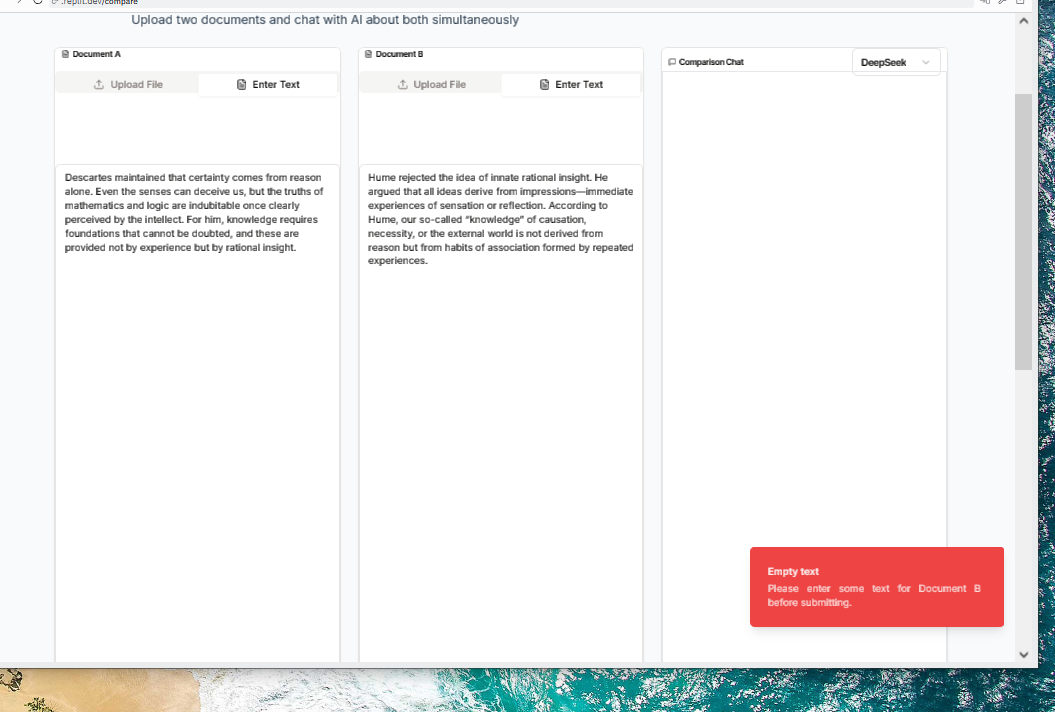 .replit.dev/compare
Upload two documents and chat with AI about both simultaneously
Document A
Upload File
Enter Text
Descartes maintained that certainty comes from reason
alone. Even the senses can deceive us, but the truths of
mathematics and logic are indubitable once clearly
perceived by the intellect. For him, knowledge requires
foundations that cannot be doubted, and these are
provided not by experience but by rational insight.
Document B
Upload File
Enter Text
Hume rejected the idea of innate rational insight. He
argued that all ideas derive from impressions—immediate
experiences of sensation or reflection. According to
Hume, our so-called “knowledge” of causation,
necessity, or the external world is not derived from
reason but from habits of association formed by repeated
experiences.
Comparison Chat
DeepSeek
Empty text
Please enter some text for Document B
before submitting.